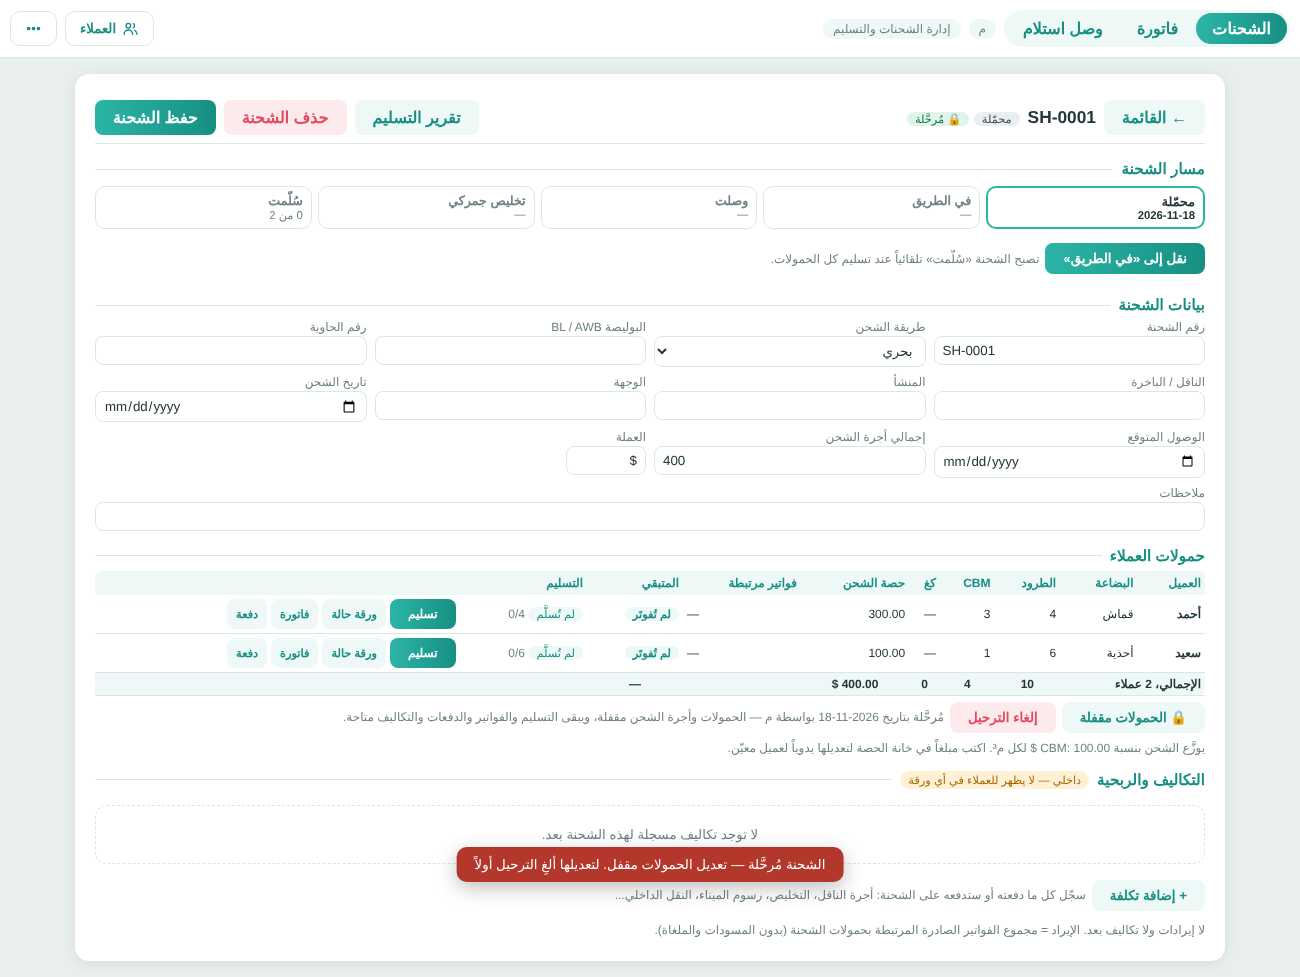 الشحنات فاتورة وصل استلام م إدارة الشحنات والتسليم العملاء •••
← القائمة SH-0001 محمّلة 🔒 مُرحَّلة تقرير التسليم حذف الشحنة حفظ الشحنة
مسار الشحنة
محمّلة في الطريق وصلت تخليص جمركي سُلّمت
2026-11-18 — — — 0 من 2
نقل إلى «في الطريق» تصبح الشحنة «سُلّمت» تلقائياً عند تسليم كل الحمولات.
بيانات الشحنة
رقم الشحنة طريقة الشحن البوليصة BL / AWB رقم الحاوية
SH-0001 بحري
الناقل / الباخرة المنشأ الوجهة تاريخ الشحن
mm/dd/yyyy
الوصول المتوقع إجمالي أجرة الشحن العملة
mm/dd/yyyy 400 $
ملاحظات
حمولات العملاء
العميل البضاعة الطرود CBM كغ حصة الشحن فواتير مرتبطة المتبقي التسليم
أحمد قماش 4 3 — 300.00 — لم تُفوتَر لم تُسلَّم 0/4 تسليم ورقة حالة فاتورة دفعة
سعيد أحذية 6 1 — 100.00 — لم تُفوتَر لم تُسلَّم 0/6 تسليم ورقة حالة فاتورة دفعة
الإجمالي، 2 عملاء 10 4 0 400.00 $ —
🔒 الحمولات مقفلة إلغاء الترحيل مُرحَّلة بتاريخ 2026-11-18 بواسطة م — الحمولات وأجرة الشحن مقفلة، ويبقى التسليم والفواتير والدفعات والتكاليف متاحة.
يوزَّع الشحن بنسبة CBM: 100.00 $ لكل م³. اكتب مبلغاً في خانة الحصة لتعديلها يدوياً لعميل معيّن.
التكاليف والربحية داخلي — لا يظهر للعملاء في أي ورقة
لا توجد تكاليف مسجلة لهذه الشحنة بعد.
الشحنة مُرحَّلة — تعديل الحمولات مقفل. لتعديلها ألغِ الترحيل أولاً
+ إضافة تكلفة سجّل كل ما دفعته أو ستدفعه على الشحنة: أجرة الناقل، التخليص، رسوم الميناء، النقل الداخلي...
لا إيرادات ولا تكاليف بعد. الإيراد = مجموع الفواتير الصادرة المرتبطة بحمولات الشحنة (بدون المسودات والملغاة).